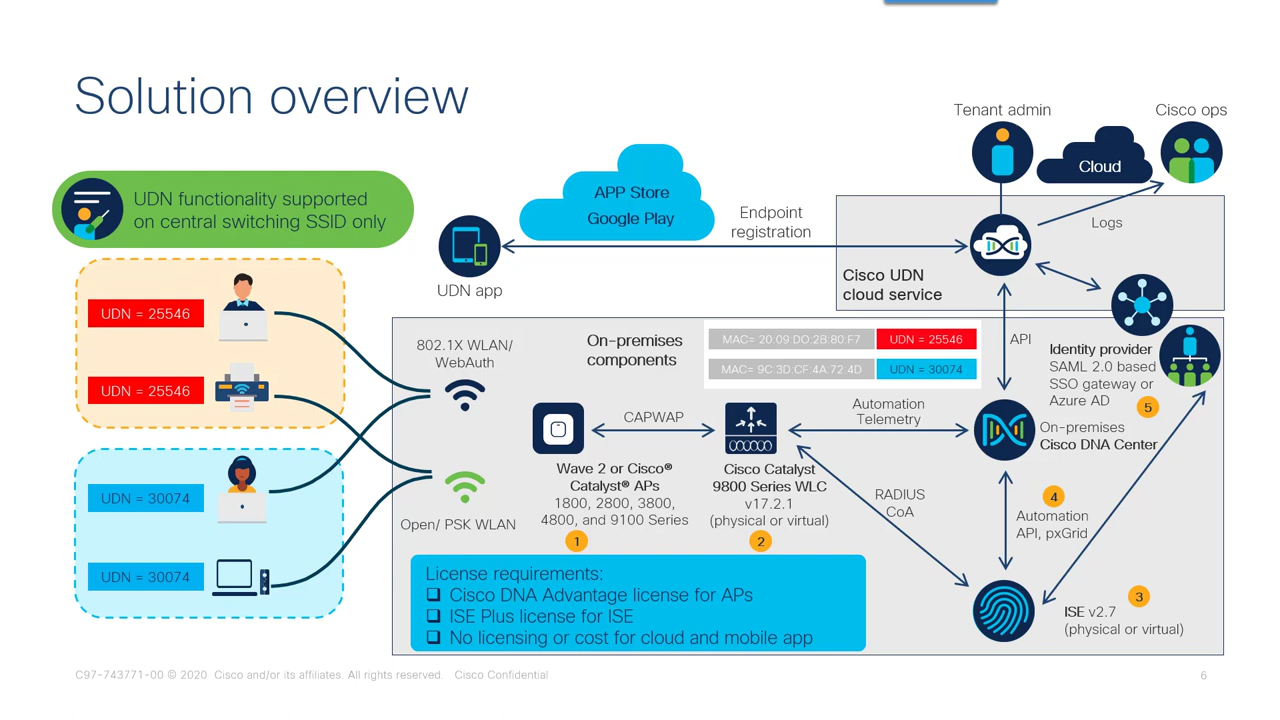 Solution overview
Tenant admin
Cisco ops
Cloud
UDN functionality supported
on central switching SSID only
APP Store
Google Play
Endpoint
registration
Logs
UDN app
Cisco UDN
cloud service
UDN = 25546
UDN = 25546
UDN = 30074
UDN = 30074
802.1X WLAN/
WebAuth
Open/ PSK WLAN
On-premises
components
MAC= 20:09:DO:2B:80:F7
UDN = 25546
MAC= 9C:3D:CF:4A:72:4D
UDN = 30074
API
Identity provider
SAML 2.0 based
SSO gateway or
Azure AD
5
CAPWAP
Automation
Telemetry
On-premises
Cisco DNA Center
Wave 2 or Cisco®
Catalyst® APs
1800, 2800, 3800,
4800, and 9100 Series
1
Cisco Catalyst
9800 Series WLC
v17.2.1
(physical or virtual)
2
RADIUS
CoA
4
Automation
API, pxGrid
3
ISE v2.7
(physical or virtual)
License requirements:
❑ Cisco DNA Advantage license for APs
❑ ISE Plus license for ISE
❑ No licensing or cost for cloud and mobile app
C97-743771-00 © 2020 Cisco and/or its affiliates. All rights reserved. Cisco Confidential
6